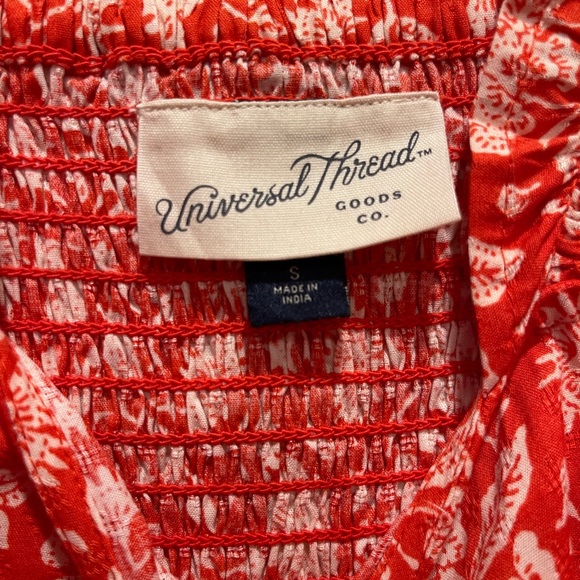 Universal Thread™
GOODS
CO.
S
MADE IN
INDIA